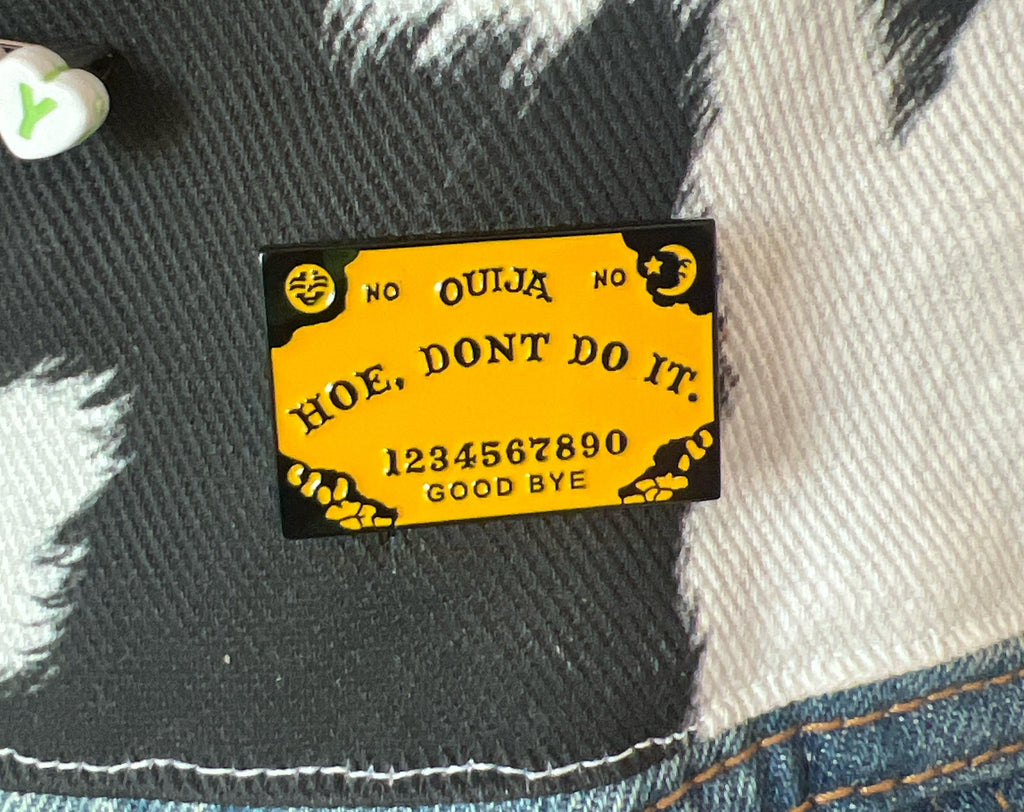 Y
NO OUIJA NO
HOE, DONT DO IT.
1234567890
GOOD BYE